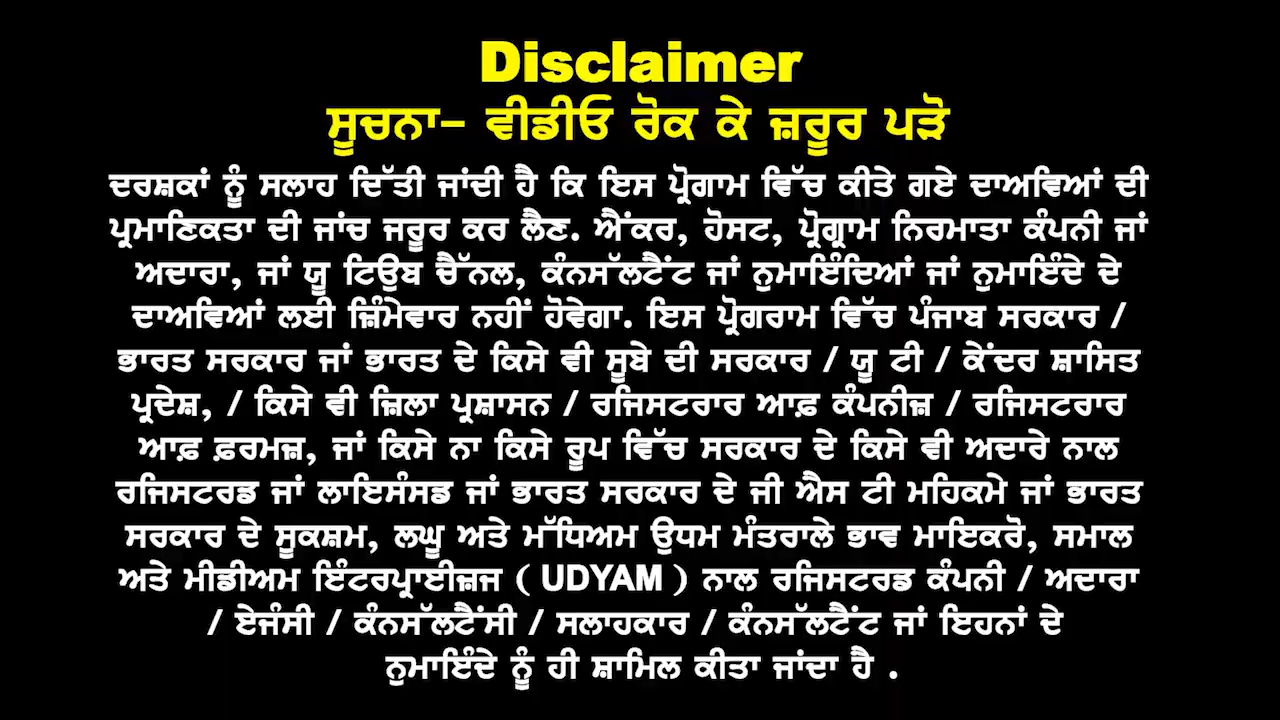 Disclaimer
ਸੂਚਨਾ- ਵੀਡੀਓ ਰੋਕ ਕੇ ਜ਼ਰੂਰ ਪੜੋ
ਦਰਸ਼ਕਾਂ ਨੂੰ ਸਲਾਹ ਦਿੱਤੀ ਜਾਂਦੀ ਹੈ ਕਿ ਇਸ ਪ੍ਰੋਗਾਮ ਵਿੱਚ ਕੀਤੇ ਗਏ ਦਾਅਵਿਆਂ ਦੀ
ਪ੍ਰਮਾਣਿਕਤਾ ਦੀ ਜਾਂਚ ਜਰੂਰ ਕਰ ਲੈਣ. ਐਂਕਰ, ਹੋਸਟ, ਪ੍ਰੋਗ੍ਰਾਮ ਨਿਰਮਾਤਾ ਕੰਪਨੀ ਜਾਂ
ਅਦਾਰਾ, ਜਾਂ ਯੂ ਟਿਊਬ ਚੈੱਨਲ, ਕੰਨਸੱਲਟੈਂਟ ਜਾਂ ਨੁਮਾਇੰਦਿਆਂ ਜਾਂ ਨੁਮਾਇੰਦੇ ਦੇ
ਦਾਅਵਿਆਂ ਲਈ ਜ਼ਿੰਮੇਵਾਰ ਨਹੀਂ ਹੋਵੇਗਾ. ਇਸ ਪ੍ਰੋਗਰਾਮ ਵਿੱਚ ਪੰਜਾਬ ਸਰਕਾਰ /
ਭਾਰਤ ਸਰਕਾਰ ਜਾਂ ਭਾਰਤ ਦੇ ਕਿਸੇ ਵੀ ਸੂਬੇ ਦੀ ਸਰਕਾਰ / ਯੂ ਟੀ / ਕੇਂਦਰ ਸ਼ਾਸਿਤ
ਪ੍ਰਦੇਸ਼, / ਕਿਸੇ ਵੀ ਜ਼ਿਲਾ ਪ੍ਰਸ਼ਾਸਨ / ਰਜਿਸਟਰਾਰ ਆਫ਼ ਕੰਪਨੀਜ਼ / ਰਜਿਸਟਰਾਰ
ਆਫ਼ ਫ਼ਰਮਜ਼, ਜਾਂ ਕਿਸੇ ਨਾ ਕਿਸੇ ਰੂਪ ਵਿੱਚ ਸਰਕਾਰ ਦੇ ਕਿਸੇ ਵੀ ਅਦਾਰੇ ਨਾਲ
ਰਜਿਸਟਰਡ ਜਾਂ ਲਾਇਸੰਸਡ ਜਾਂ ਭਾਰਤ ਸਰਕਾਰ ਦੇ ਜੀ ਐਸ ਟੀ ਮਹਿਕਮੇ ਜਾਂ ਭਾਰਤ
ਸਰਕਾਰ ਦੇ ਸੂਕਸ਼ਮ, ਲਘੂ ਅਤੇ ਮੱਧਿਅਮ ਉਧਮ ਮੰਤਰਾਲੇ ਭਾਵ ਮਾਇਕਰੋ, ਸਮਾਲ
ਅਤੇ ਮੀਡੀਅਮ ਇੰਟਰਪ੍ਰਾਈਜ਼ਜ ( UDYAM ) ਨਾਲ ਰਜਿਸਟਰਡ ਕੰਪਨੀ / ਅਦਾਰਾ
/ ਏਜੰਸੀ / ਕੰਨਸੱਲਟੈਂਸੀ / ਸਲਾਹਕਾਰ / ਕੰਨਸੱਲਟੈਂਟ ਜਾਂ ਇਹਨਾਂ ਦੇ
ਨੁਮਾਇੰਦੇ ਨੂੰ ਹੀ ਸ਼ਾਮਿਲ ਕੀਤਾ ਜਾਂਦਾ ਹੈ .